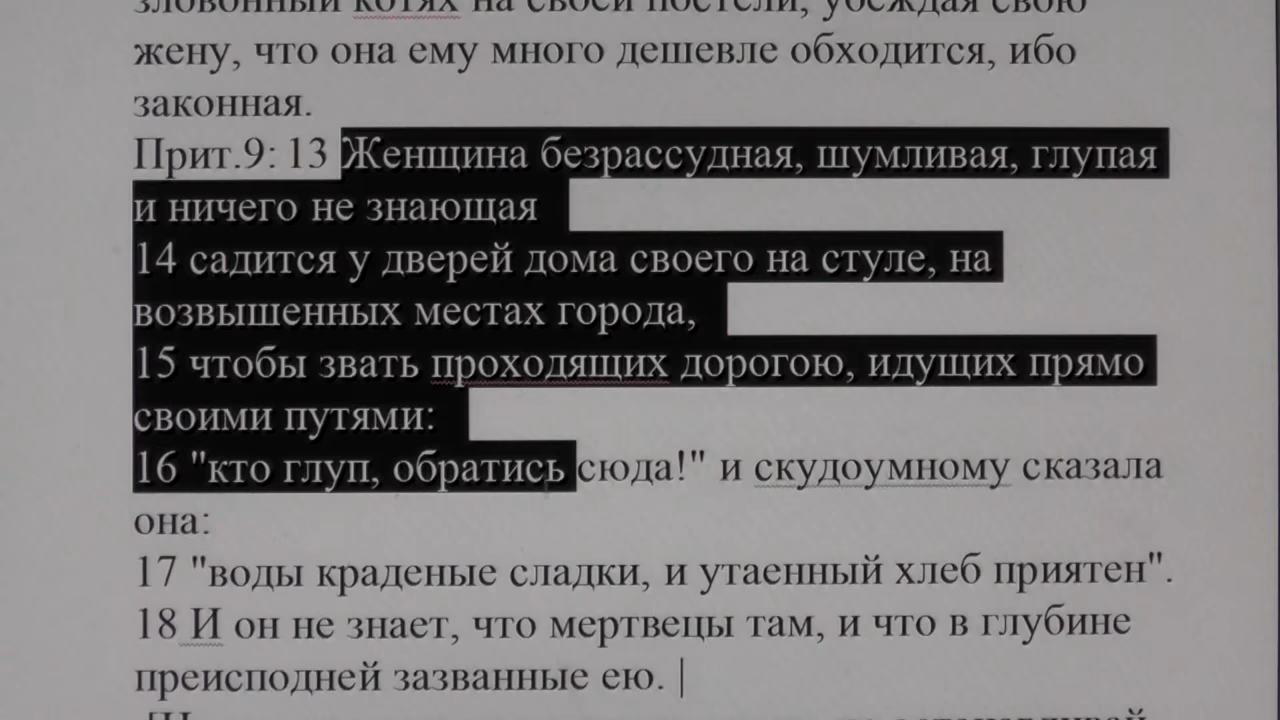 зловонный котях на своей постели, убеждая свою
жену, что она ему много дешевле обходится, ибо
законная.
Прит.9: 13 Женщина безрассудная, шумливая, глупая
и ничего не знающая
14 садится у дверей дома своего на стуле, на
возвышенных местах города,
15 чтобы звать проходящих дорогою, идущих прямо
своими путями:
16 "кто глуп, обратись сюда!" и скудоумному сказала
она:
17 "воды краденые сладки, и утаенный хлеб приятен".
18 И он не знает, что мертвецы там, и что в глубине
преисподней зазванные ею.